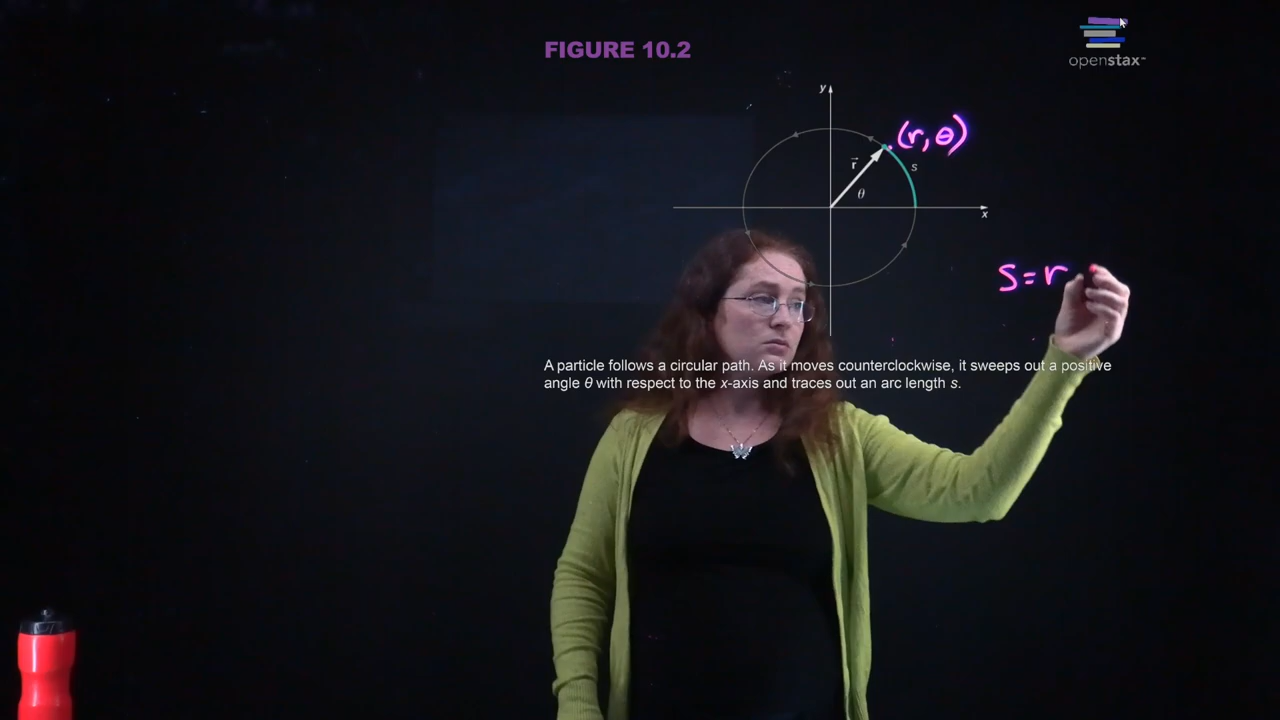 FIGURE 10.2
openstax™
y
(r, θ)
r
s
θ
x
s = r
A particle follows a circular path. As it moves counterclockwise, it sweeps out a positive
angle θ with respect to the x-axis and traces out an arc length s.